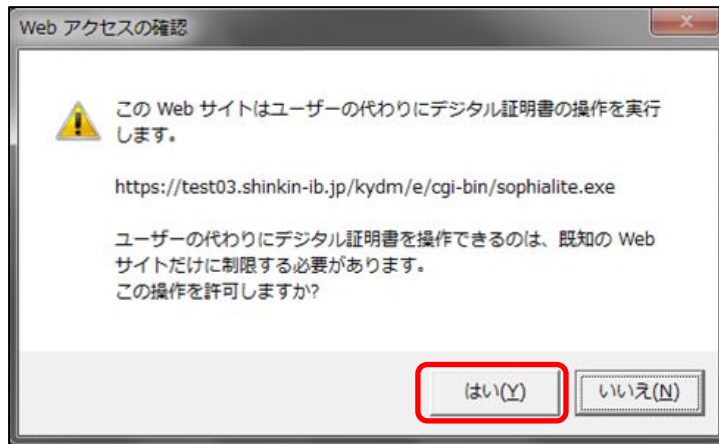 Web アクセスの確認
この Web サイトはユーザーの代わりにデジタル証明書の操作を実行
します。
https://test03.shinkin-ib.jp/kydm/e/cgi-bin/sophialite.exe
ユーザーの代わりにデジタル証明書を操作できるのは、既知の Web
サイトだけに制限する必要があります。
この操作を許可しますか?
はい(Y) いいえ(N)